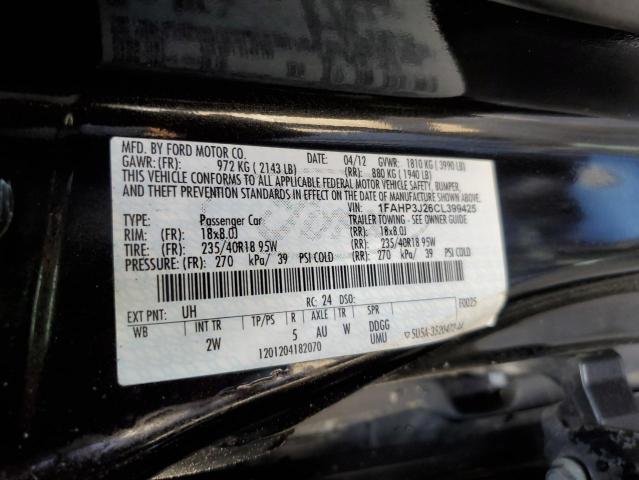 MFD. BY FORD MOTOR CO.
DATE: 04/12 GVWR: 1810 KG ( 3990 LB)
GAWR: (FR): 972 KG ( 2143 LB) (RR): 880 KG ( 1940 LB)
THIS VEHICLE CONFORMS TO ALL APPLICABLE FEDERAL MOTOR VEHICLE SAFETY, BUMPER,
AND THEFT PREVENTION STANDARDS IN EFFECT ON THE DATE OF MANUFACTURE SHOWN ABOVE.
VIN: 1FAHP3J26CL399425
TYPE: Passenger Car TRAILER TOWING - SEE OWNER GUIDE
RIM: (FR) 18x8.0J (RR): 18x8.0J
TIRE: (FR) 235/40R18 95W (RR): 235/40R18 95W
PRESSURE: (FR) 270 kPa/ 39 PSI COLD (RR): 270 kPa/ 39 PSI COLD
RC: 24 DSO:
EXT PNT: UH F0025
WB INT TR TP/PS R AXLE TR SPR
2W 5 AU W DDGG
UMU
1201204182070